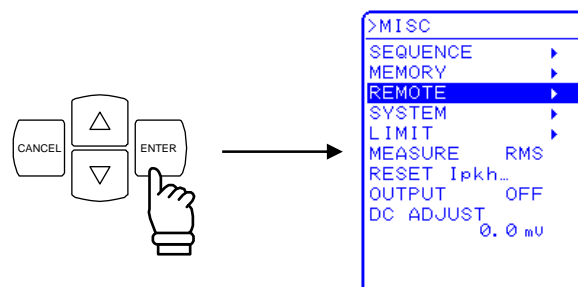 CANCEL
ENTER
>MISC
SEQUENCE
MEMORY
REMOTE
SYSTEM
LIMIT
MEASURE RMS
RESET Ipkh…
OUTPUT OFF
DC ADJUST
0.0 mV